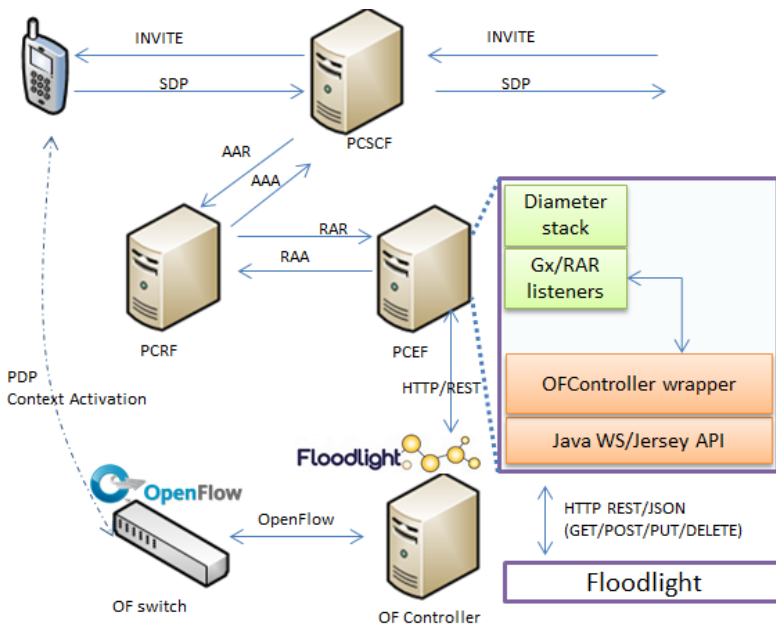 INVITE
INVITE
SDP
SDP
PCSCF
AAR
AAA
Diameter
stack
RAR
RAA
Gx/RAR
listeners
PCRF
PCEF
PDP
Context Activation
HTTP/REST
OFController wrapper
Java WS/Jersey API
Floodlight
OpenFlow
OpenFlow
HTTP REST/JSON
(GET/POST/PUT/DELETE)
Floodlight
OF switch
OF Controller